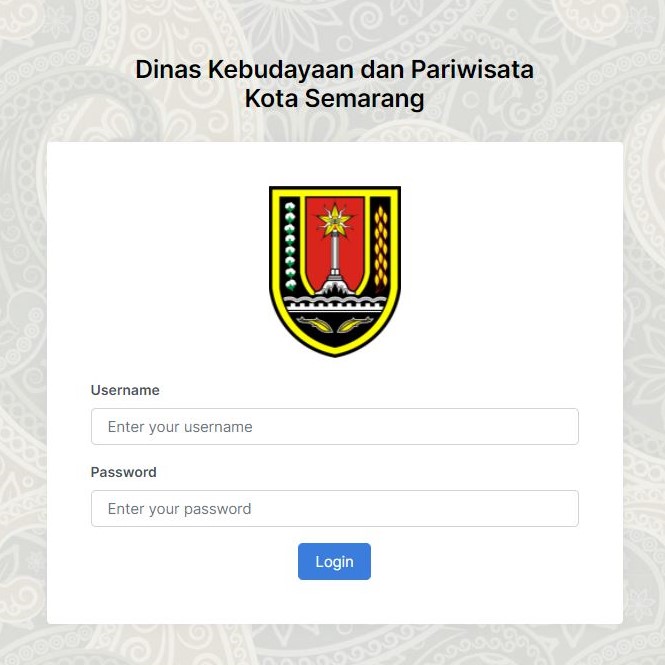 Dinas Kebudayaan dan Pariwisata
Kota Semarang
Username
Enter your username
Password
Enter your password
Login